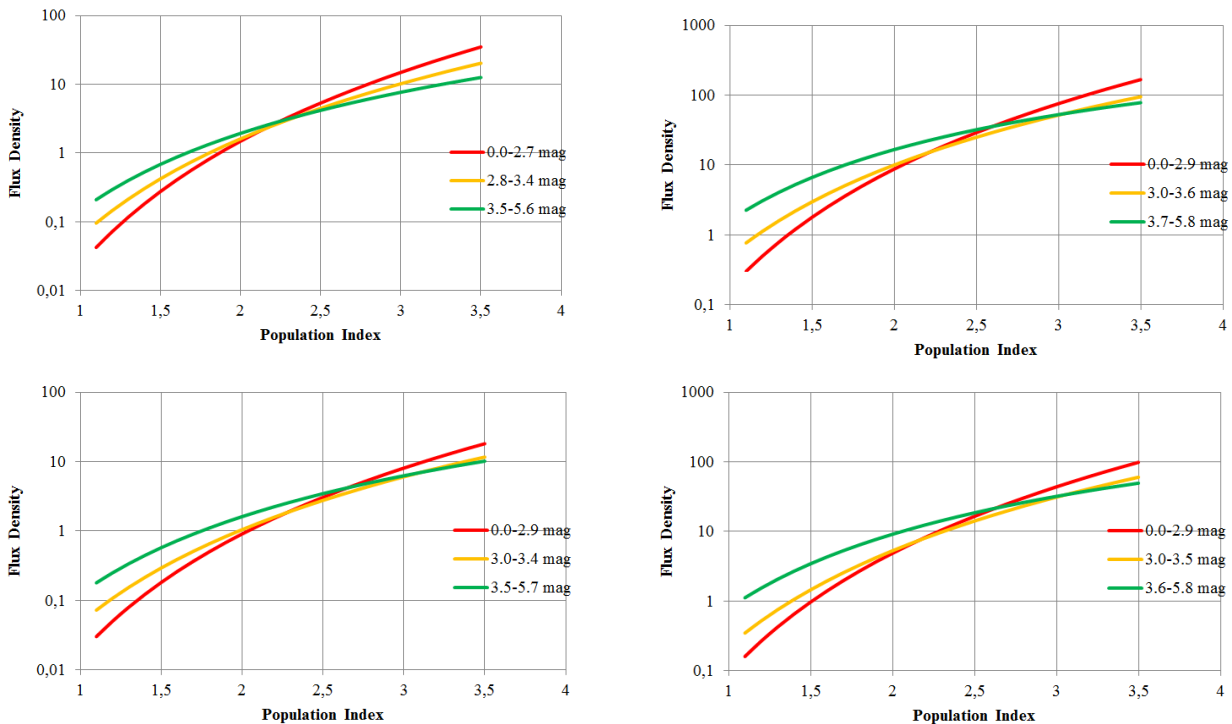 100
10
1
0,1
0,01
Flux Density
1 1,5 2 2,5 3 3,5 4
Population Index
0.0-2.7 mag
2.8-3.4 mag
3.5-5.6 mag
1000
100
10
1
0,1
Flux Density
1 1,5 2 2,5 3 3,5 4
Population Index
0.0-2.9 mag
3.0-3.6 mag
3.7-5.8 mag
100
10
1
0,1
0,01
Flux Density
1 1,5 2 2,5 3 3,5 4
Population Index
0.0-2.9 mag
3.0-3.4 mag
3.5-5.7 mag
1000
100
10
1
0,1
Flux Density
1 1,5 2 2,5 3 3,5 4
Population Index
0.0-2.9 mag
3.0-3.5 mag
3.6-5.8 mag